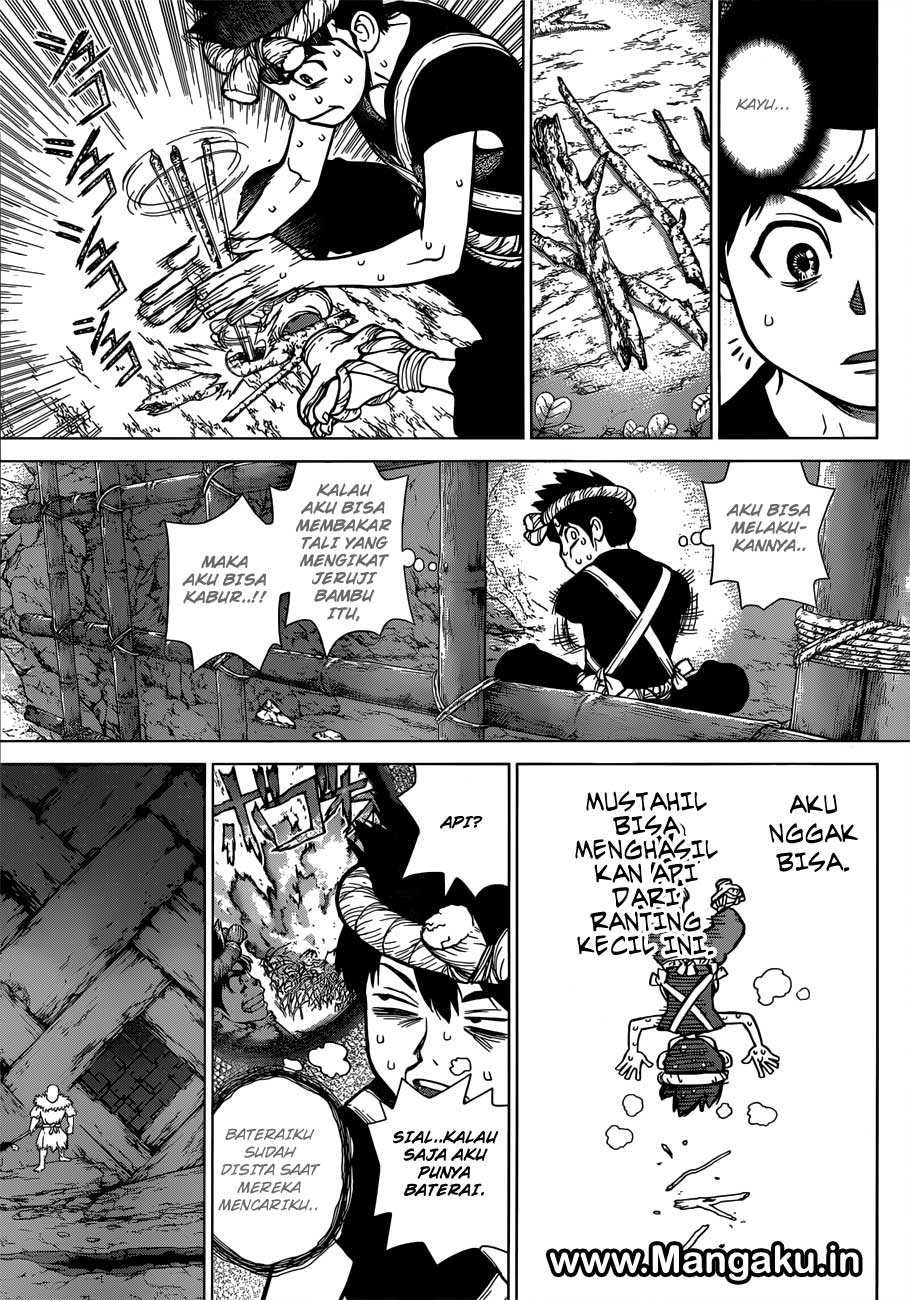 KAYU...
AKU BISA
MELAKU-
KANNYA..
KALAU
AKU BISA
MEMBAKAR
TALI YANG
MENGIKAT
JERUJI
BAMBU
ITU,
MAKA
AKU BISA
KABUR..!!
AKU
NGGAK
BISA.
MUSTAHIL
BISA
MENGHASIL
KAN API
DARI
RANTING
KECIL INI.
API?
SIAL..KALAU
SAJA AKU
PUNYA
BATERAI.
BATERAIKU
SUDAH
DISITA SAAT
MEREKA
MENCARIKU..
www.Mangaku.in